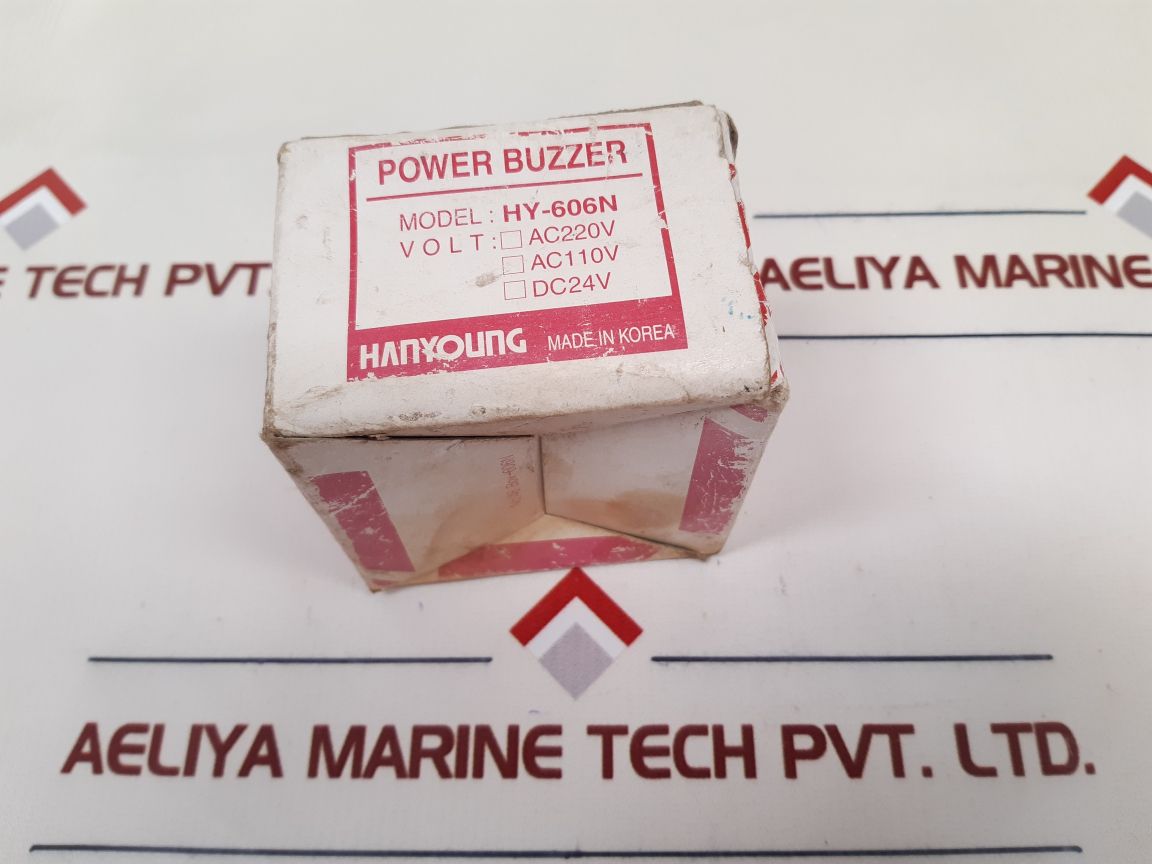 POWER BUZZER
MODEL : HY-606N
VOLT : AC220V
AC110V
DC24V
HANYOUNG MADE IN KOREA
E TECH PVT.
AELIYA MARINE
AELIYA MARINE TECH PVT. LTD.